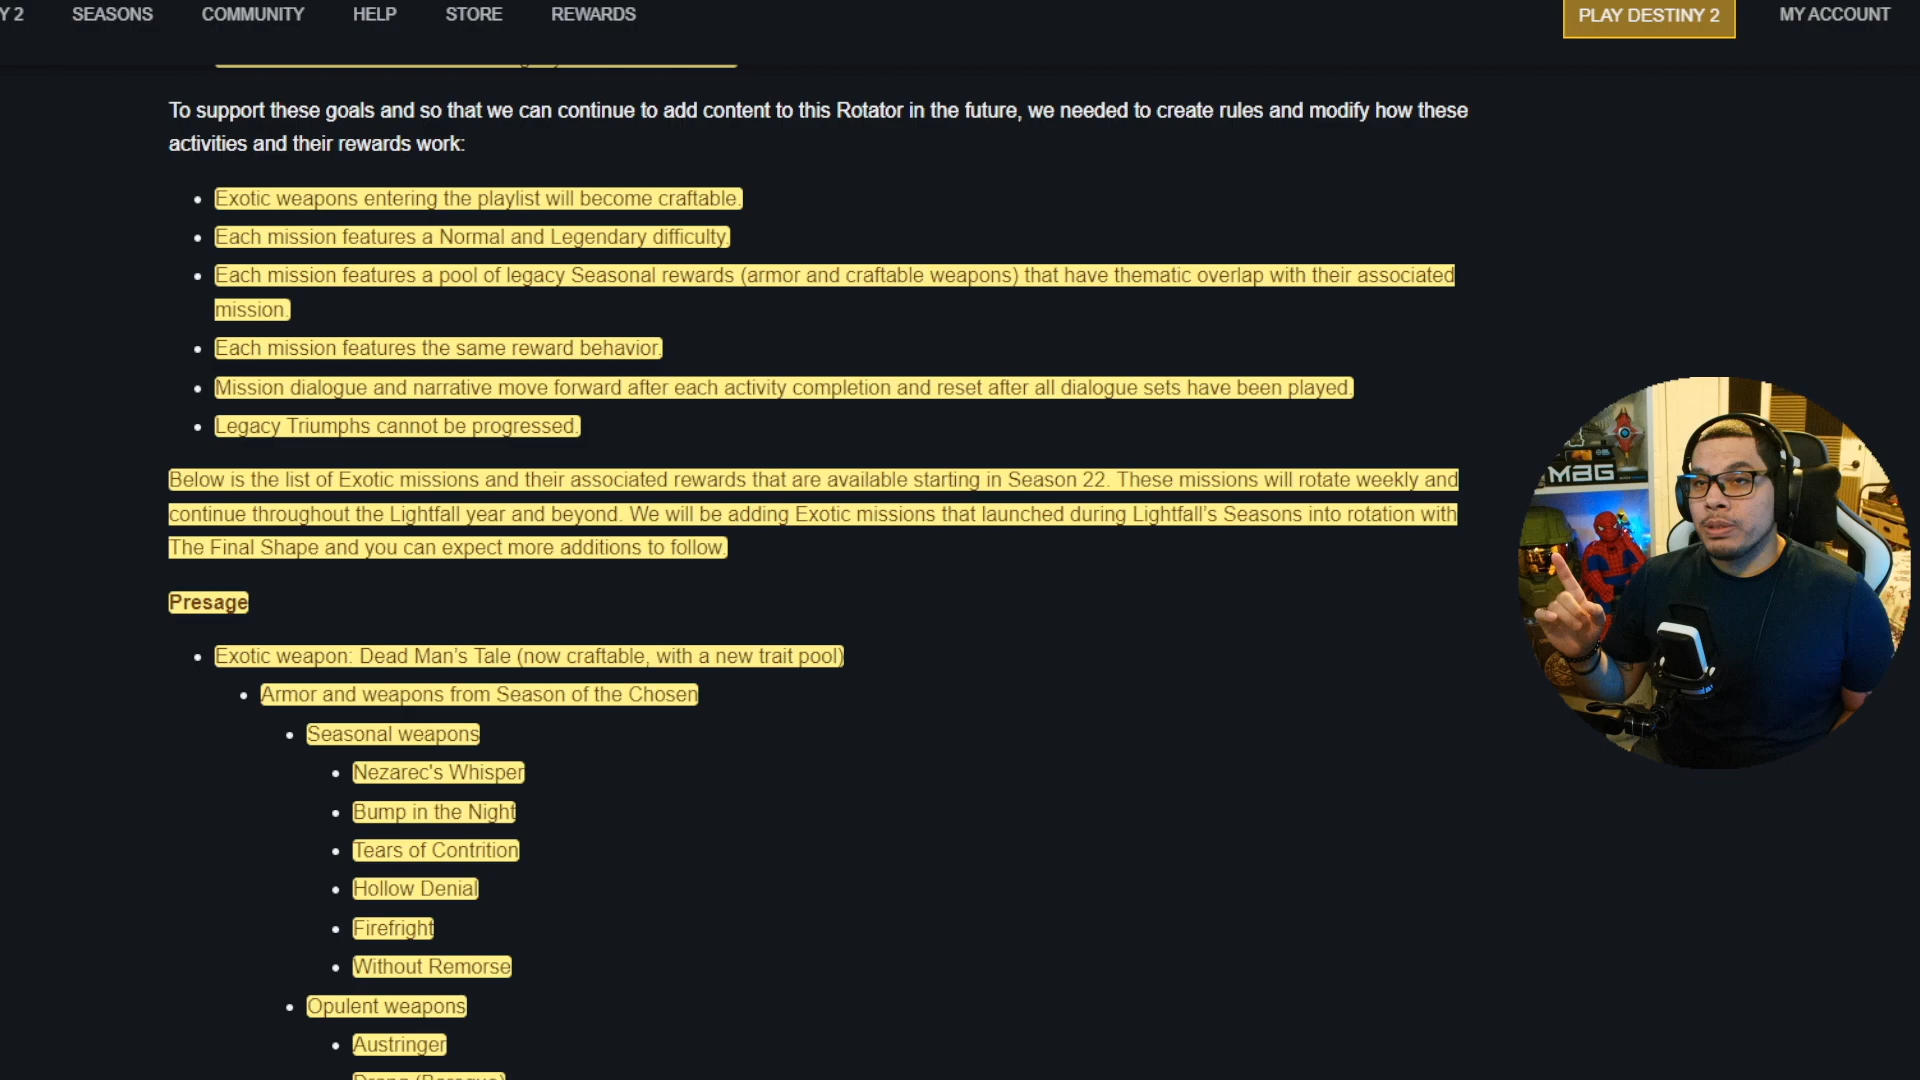 Y 2 SEASONS COMMUNITY HELP STORE REWARDS PLAY DESTINY 2 MY ACCOUNT
To support these goals and so that we can continue to add content to this Rotator in the future, we needed to create rules and modify how these
activities and their rewards work:
Exotic weapons entering the playlist will become craftable.
Each mission features a Normal and Legendary difficulty.
Each mission features a pool of legacy Seasonal rewards (armor and craftable weapons) that have thematic overlap with their associated
mission.
Each mission features the same reward behavior.
Mission dialogue and narrative move forward after each activity completion and reset after all dialogue sets have been played.
Legacy Triumphs cannot be progressed.
Below is the list of Exotic missions and their associated rewards that are available starting in Season 22. These missions will rotate weekly and
continue throughout the Lightfall year and beyond. We will be adding Exotic missions that launched during Lightfall's Seasons into rotation with
The Final Shape and you can expect more additions to follow.
MBG
Presage
Exotic weapon: Dead Man's Tale (now craftable, with a new trait pool)
Armor and weapons from Season of the Chosen
Seasonal weapons
Nezarec's Whisper
Bump in the Night
Tears of Contrition
Hollow Denial
Firefright
Without Remorse
Opulent weapons
Austringer